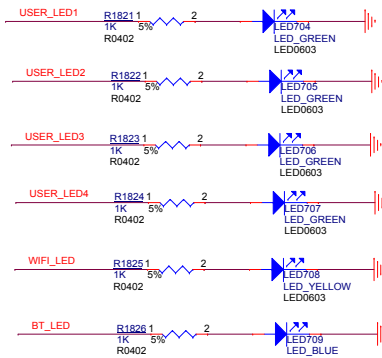 USER_LED1
R1821 1 2
1K 5%
R0402
LED704
LED_GREEN
LED0603
USER_LED2
R1822 1 2
1K 5%
R0402
LED705
LED_GREEN
LED0603
USER_LED3
R1823 1 2
1K 5%
R0402
LED706
LED_GREEN
LED0603
USER_LED4
R1824 1 2
1K 5%
R0402
LED707
LED_GREEN
LED0603
WIFI_LED
R1825 1 2
1K 5%
R0402
LED708
LED_YELLOW
LED0603
BT_LED
R1826 1 2
1K 5%
R0402
LED709
LED_BLUE